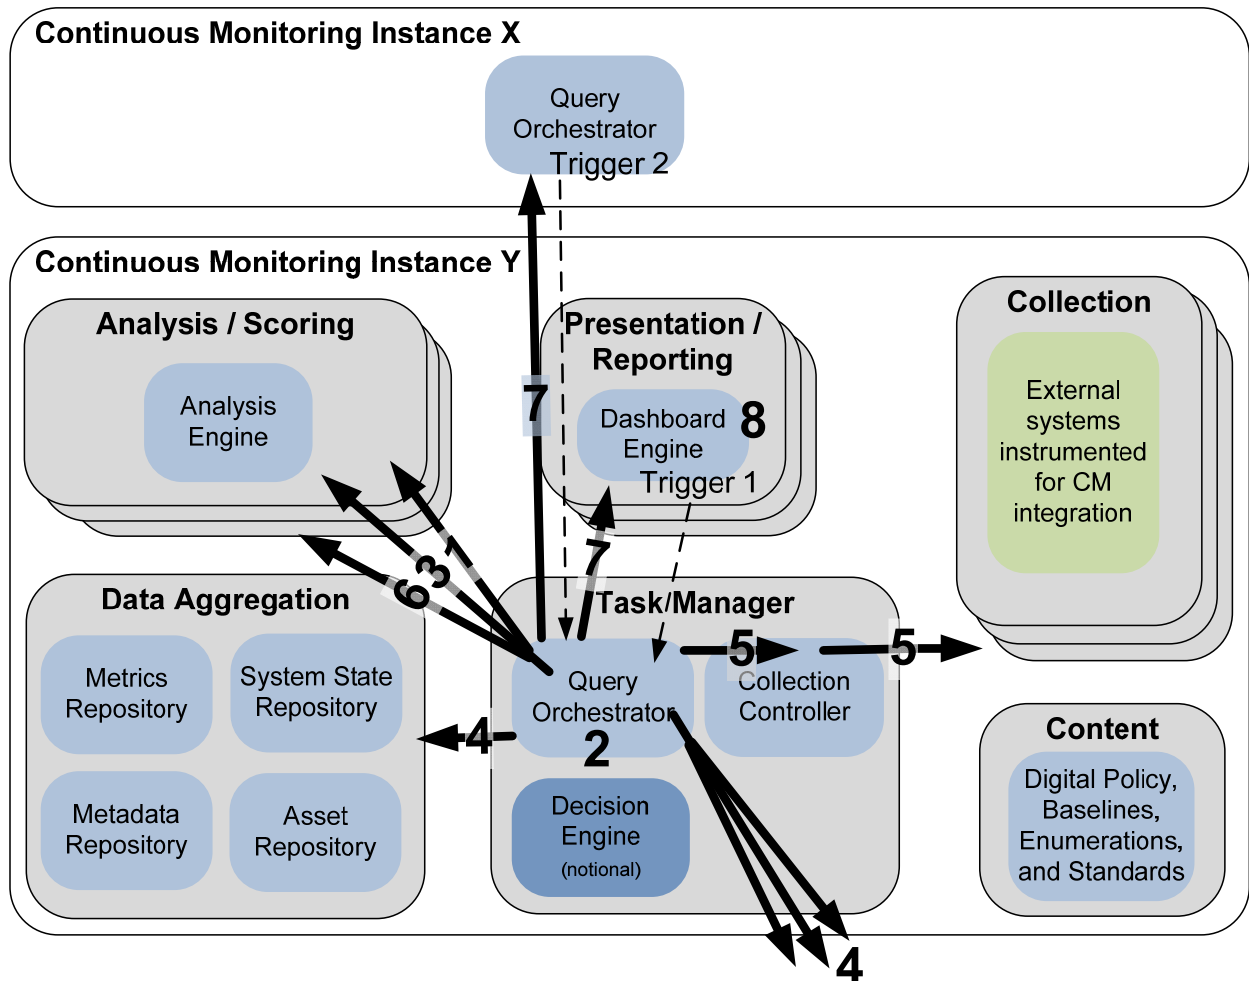 Continuous Monitoring Instance X
Query
Orchestrator
Trigger 2
Continuous Monitoring Instance Y
Analysis / Scoring
Analysis
Engine
Presentation /
Reporting
Dashboard
Engine
8
Trigger 1
7
7
Collection
External
systems
instrumented
for CM
integration
3
6
Data Aggregation
Metrics
Repository
System State
Repository
Metadata
Repository
Asset
Repository
4
Task Manager
Query
Orchestrator
2
5
Collection
Controller
5
Decision
Engine
(notional)
4
Content
Digital Policy,
Baselines,
Enumerations,
and Standards